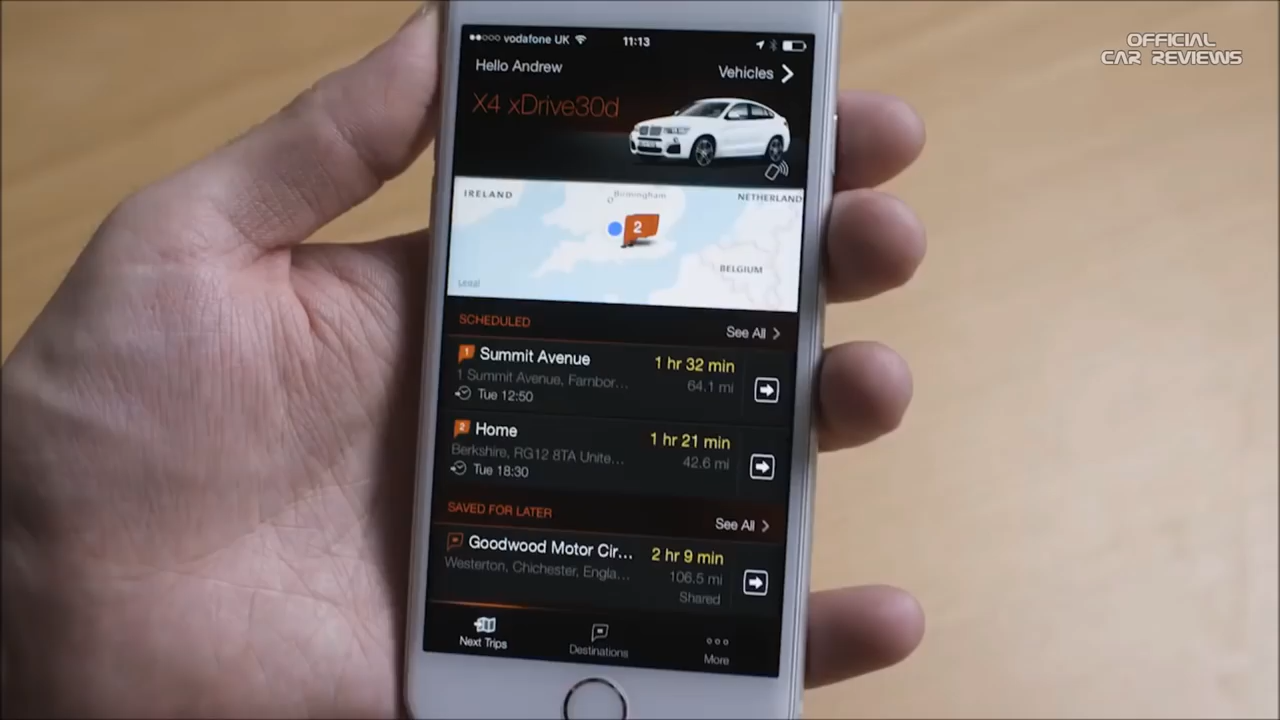 OFFICIAL
CAR REVIEWS
vodafone UK 11:13
Hello Andrew
Vehicles
X4 xDrive30d
IRELAND
Birmingham
NETHERLAND
2
BELGIUM
Legal
SCHEDULED
See All
1 Summit Avenue 1 hr 32 min
1 Summit Avenue, Farnbor... 64.1 mi
Tue 12:50
2 Home 1 hr 21 min
Berkshire, RG12 8TA Unite... 42.6 mi
Tue 18:30
SAVED FOR LATER
See All
Goodwood Motor Cir... 2 hr 9 min
Westerton, Chichester, Engla... 106.5 mi
Shared
Next Trips Destinations More